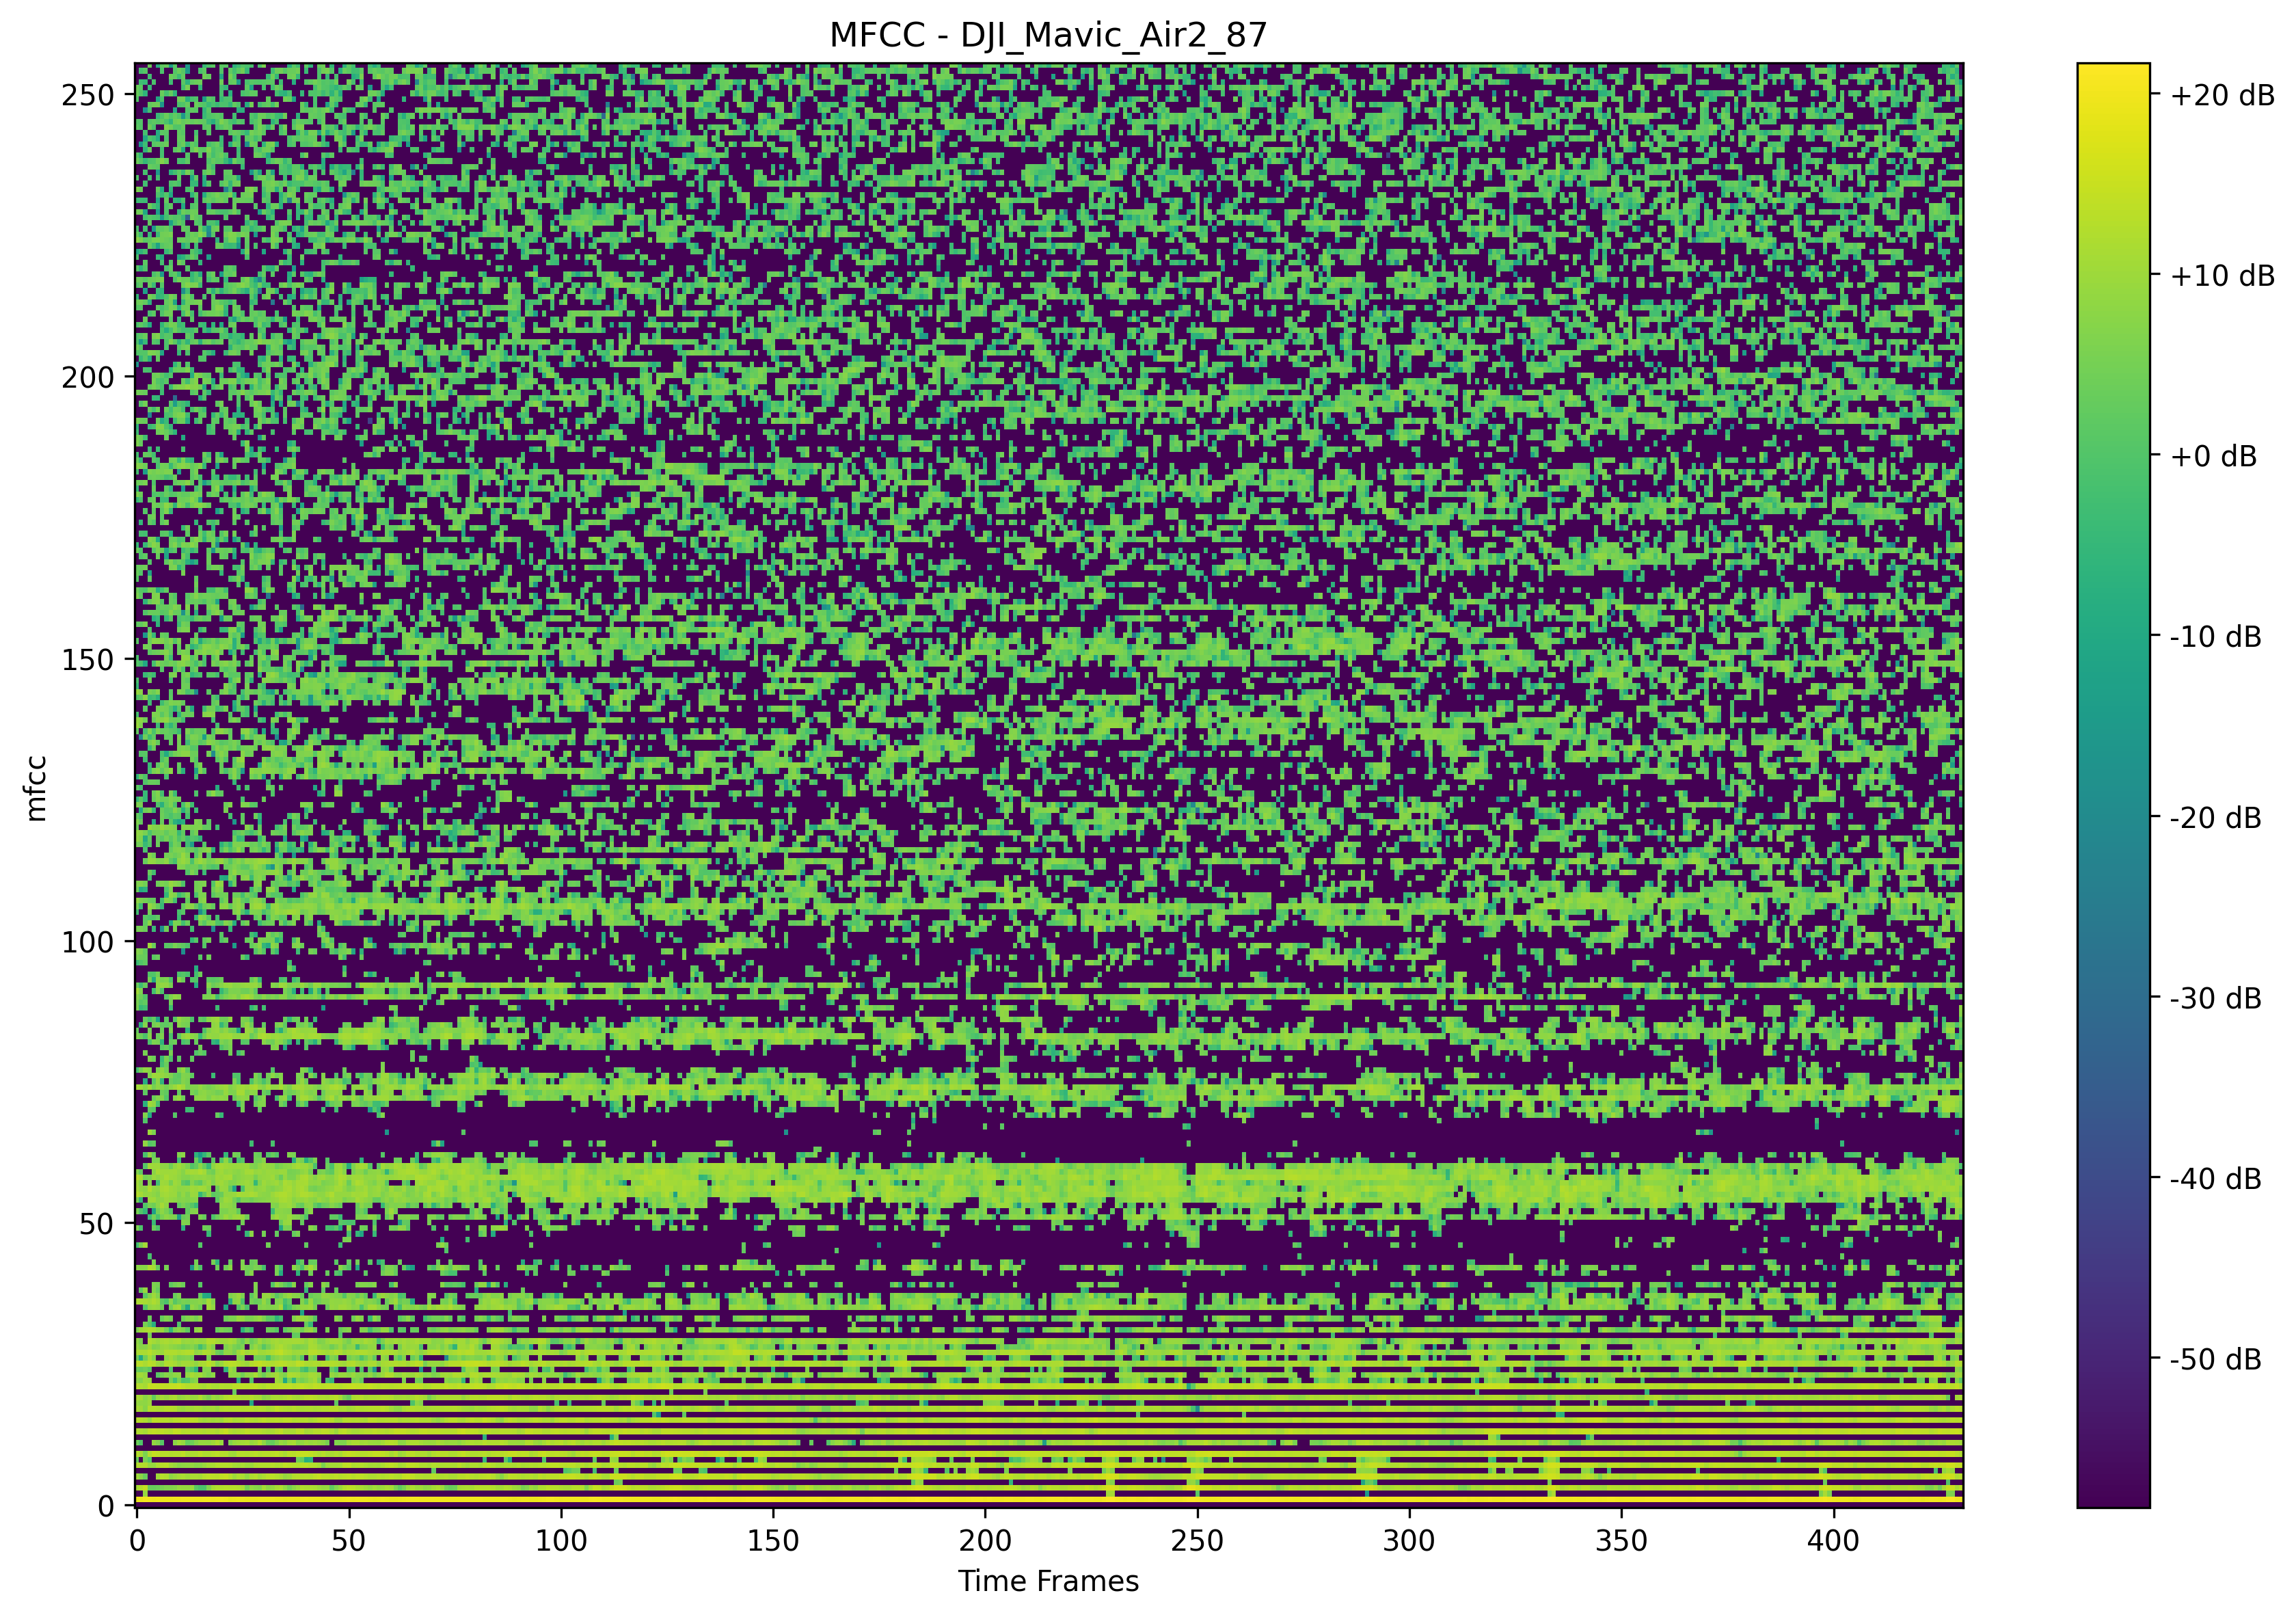 MFCC - DJI_Mavic_Air2_87
250
200
150
100
50
0
mfcc
0 50 100 150 200 250 300 350 400
Time Frames
+20 dB
+10 dB
+0 dB
-10 dB
-20 dB
-30 dB
-40 dB
-50 dB